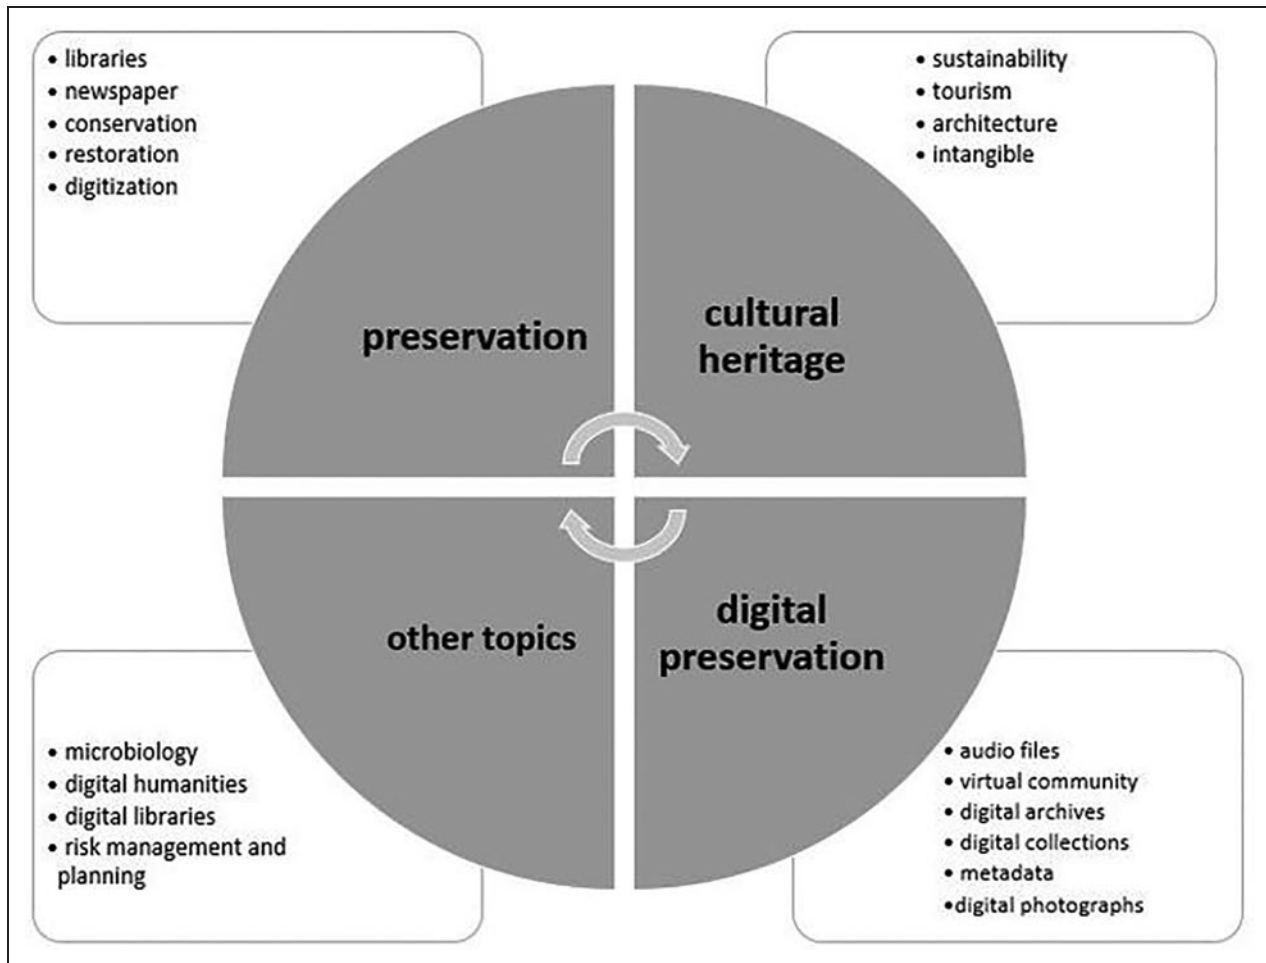 • libraries
• newspaper
• conservation
• restoration
• digitization
• sustainability
• tourism
• architecture
• intangible
preservation
cultural
heritage
other topics
digital
preservation
• microbiology
• digital humanities
• digital libraries
• risk management and
planning
• audio files
• virtual community
• digital archives
• digital collections
• metadata
•digital photographs